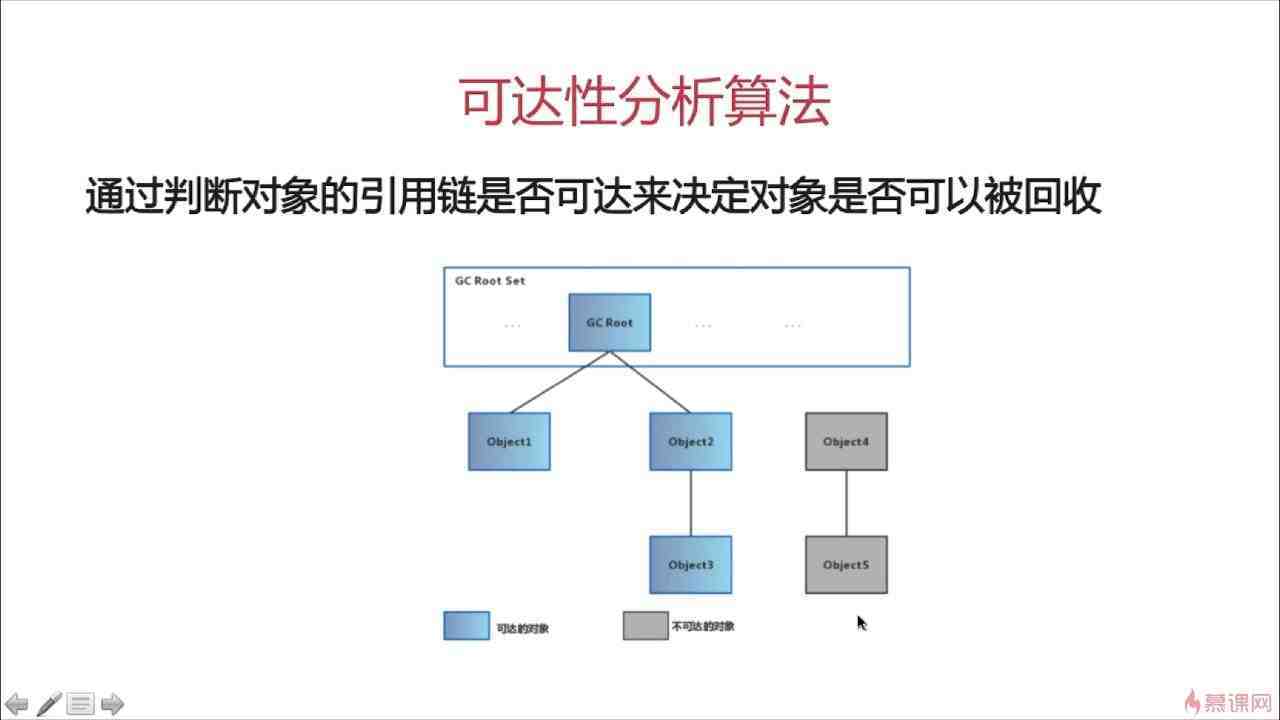 可达性分析算法
通过判断对象的引用链是否可达来决定对象是否可以被回收
GC Root Set
... GC Root ... ...
Object1 Object2 Object4
Object3 Object5
可达的对象 不可达的对象
慕课网